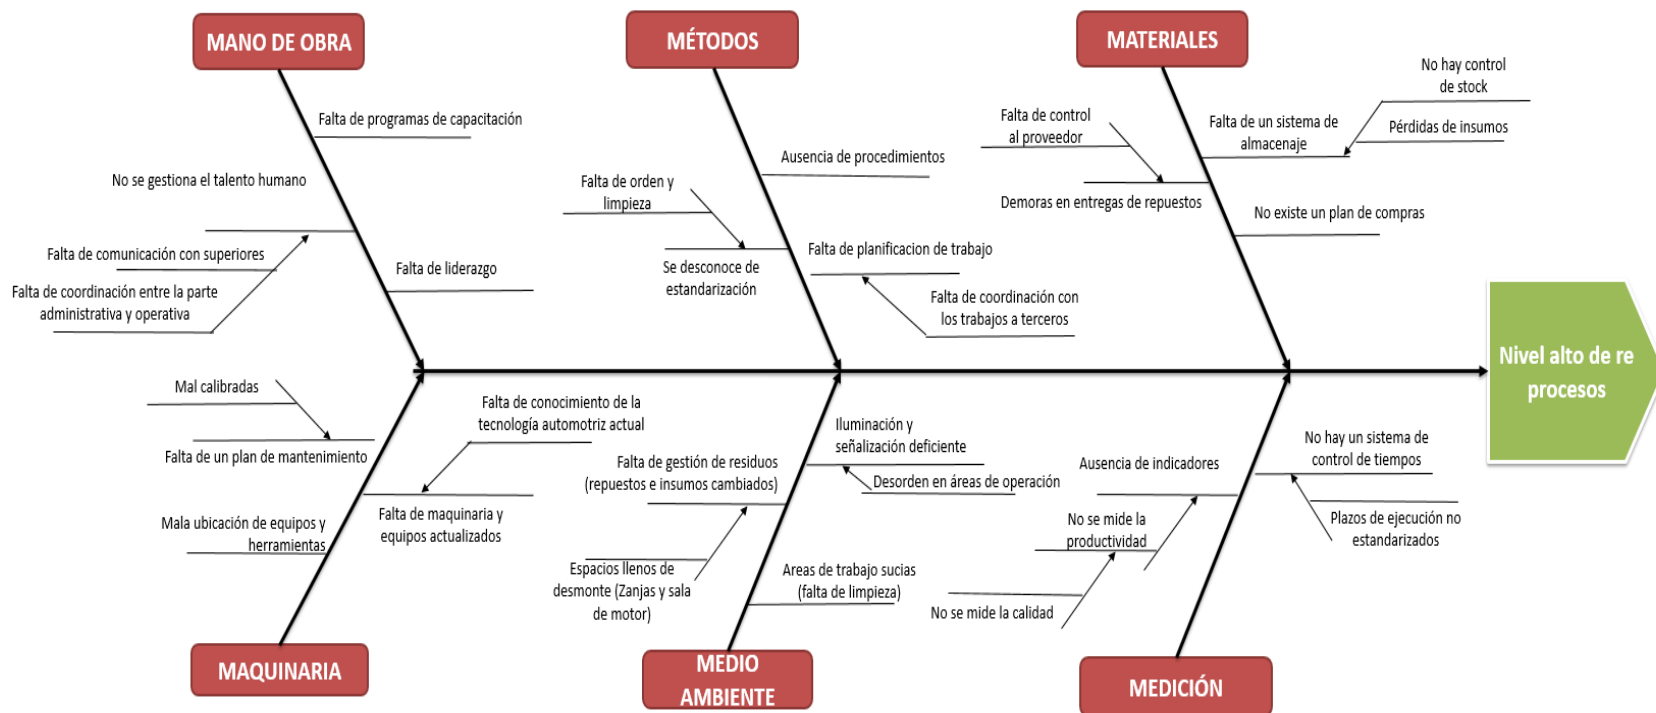 MANO DE OBRA
Falta de programas de capacitación
No se gestiona el talento humano
Falta de comunicación con superiores
Falta de coordinación entre la parte
administrativa y operativa
Falta de liderazgo
MÉTODOS
Ausencia de procedimientos
Falta de orden y
limpieza
Se desconoce de
estandarización
Falta de planificacion de trabajo
Falta de coordinación con
los trabajos a terceros
MATERIALES
No hay control
de stock
Falta de control
al proveedor
Falta de un sistema de
almacenaje
Pérdidas de insumos
Demoras en entregas de repuestos
No existe un plan de compras
Nivel alto de re
procesos
Mal calibradas
Falta de un plan de mantenimiento
Falta de conocimiento de la
tecnología automotriz actual
Mala ubicación de equipos y
herramientas
Falta de maquinaria y
equipos actualizados
MAQUINARIA
Iluminación y
señalización deficiente
Falta de gestión de residuos
(repuestos e insumos cambiados)
Desorden en áreas de operación
Espacios llenos de
desmonte (Zanjas y sala
de motor)
Areas de trabajo sucias
(falta de limpieza)
MEDIO
AMBIENTE
No hay un sistema de
control de tiempos
Ausencia de indicadores
No se mide la
productividad
Plazos de ejecución no
estandarizados
No se mide la calidad
MEDICIÓN